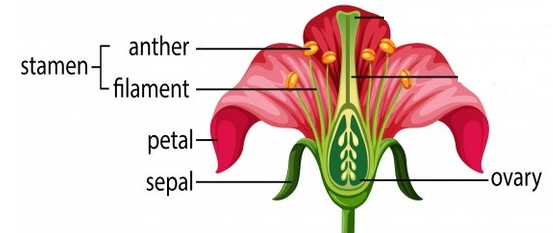 anther
stamen
filament
petal
sepal
ovary